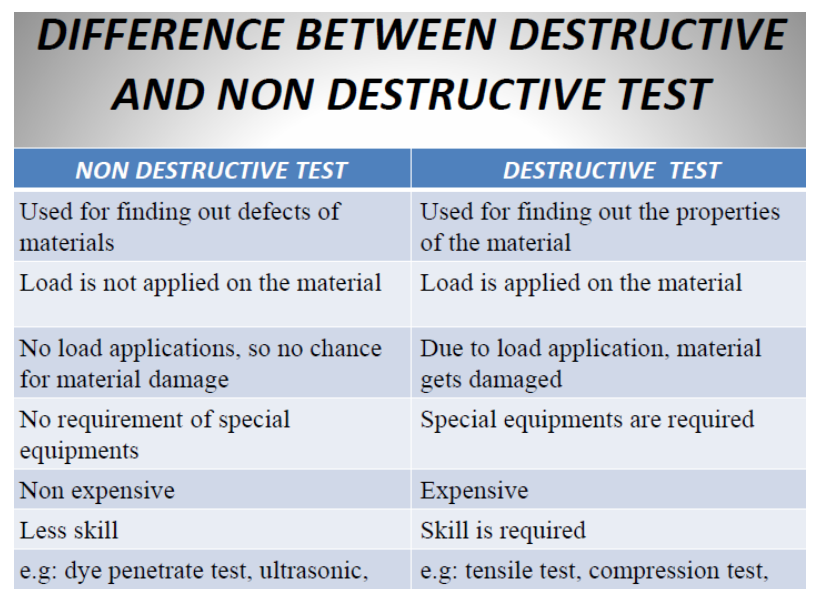 DIFFERENCE BETWEEN DESTRUCTIVE
AND NON DESTRUCTIVE TEST
NON DESTRUCTIVE TEST
DESTRUCTIVE TEST
Used for finding out defects of
materials
Used for finding out the properties
of the material
Load is not applied on the material
Load is applied on the material
No load applications, so no chance
for material damage
Due to load application, material
gets damaged
No requirement of special
equipments
Special equipments are required
Non expensive
Expensive
Less skill
Skill is required
e.g: dye penetrate test, ultrasonic,
e.g: tensile test, compression test,